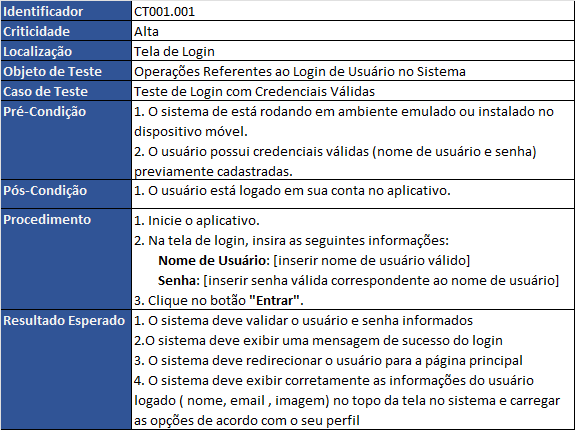 Identificador CT001.001
Criticidade Alta
Localização Tela de Login
Objeto de Teste Operações Referentes ao Login de Usuário no Sistema
Caso de Teste Teste de Login com Credenciais Válidas
Pré-Condição 1. O sistema de está rodando em ambiente emulado ou instalado no
dispositivo móvel.
2. O usuário possui credenciais válidas (nome de usuário e senha)
previamente cadastradas.
Pós-Condição 1. O usuário está logado em sua conta no aplicativo.
Procedimento 1. Inicie o aplicativo.
2. Na tela de login, insira as seguintes informações:
Nome de Usuário: [inserir nome de usuário válido]
Senha: [inserir senha válida correspondente ao nome de usuário]
3. Clique no botão "Entrar".
Resultado Esperado 1. O sistema deve validar o usuário e senha informados
2.O sistema deve exibir uma mensagem de sucesso do login
3. O sistema deve redirecionar o usuário para a página principal
4. O sistema deve exibir corretamente as informações do usuário
logado ( nome, email , imagem) no topo da tela no sistema e carregar
as opções de acordo com o seu perfil